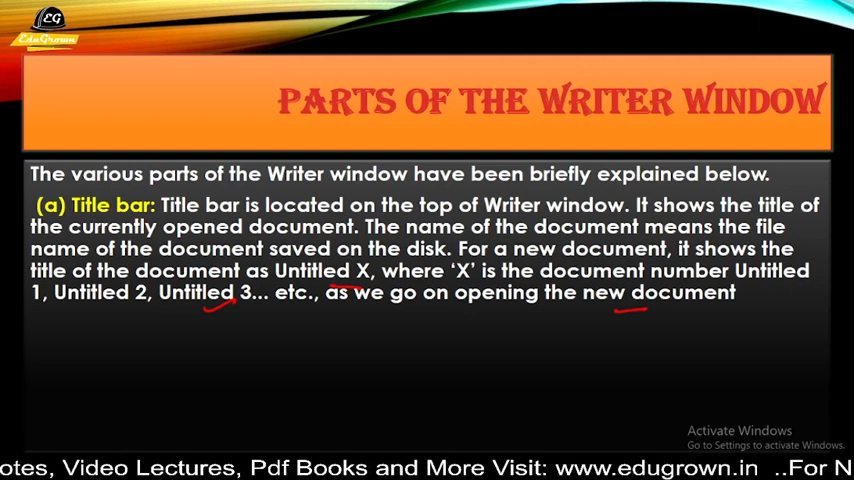 EG
EduGrown
PARTS OF THE WRITER WINDOW
The various parts of the Writer window have been briefly explained below.
(a) Title bar: Title bar is located on the top of Writer window. It shows the title of
the currently opened document. The name of the document means the file
name of the document saved on the disk. For a new document, it shows the
title of the document as Untitled X, where ‘X’ is the document number Untitled
1, Untitled 2, Untitled 3... etc., as we go on opening the new document
Activate Windows
Go to Settings to activate Windows.
otes, Video Lectures, Pdf Books and More Visit: www.edugrown.in ..For N